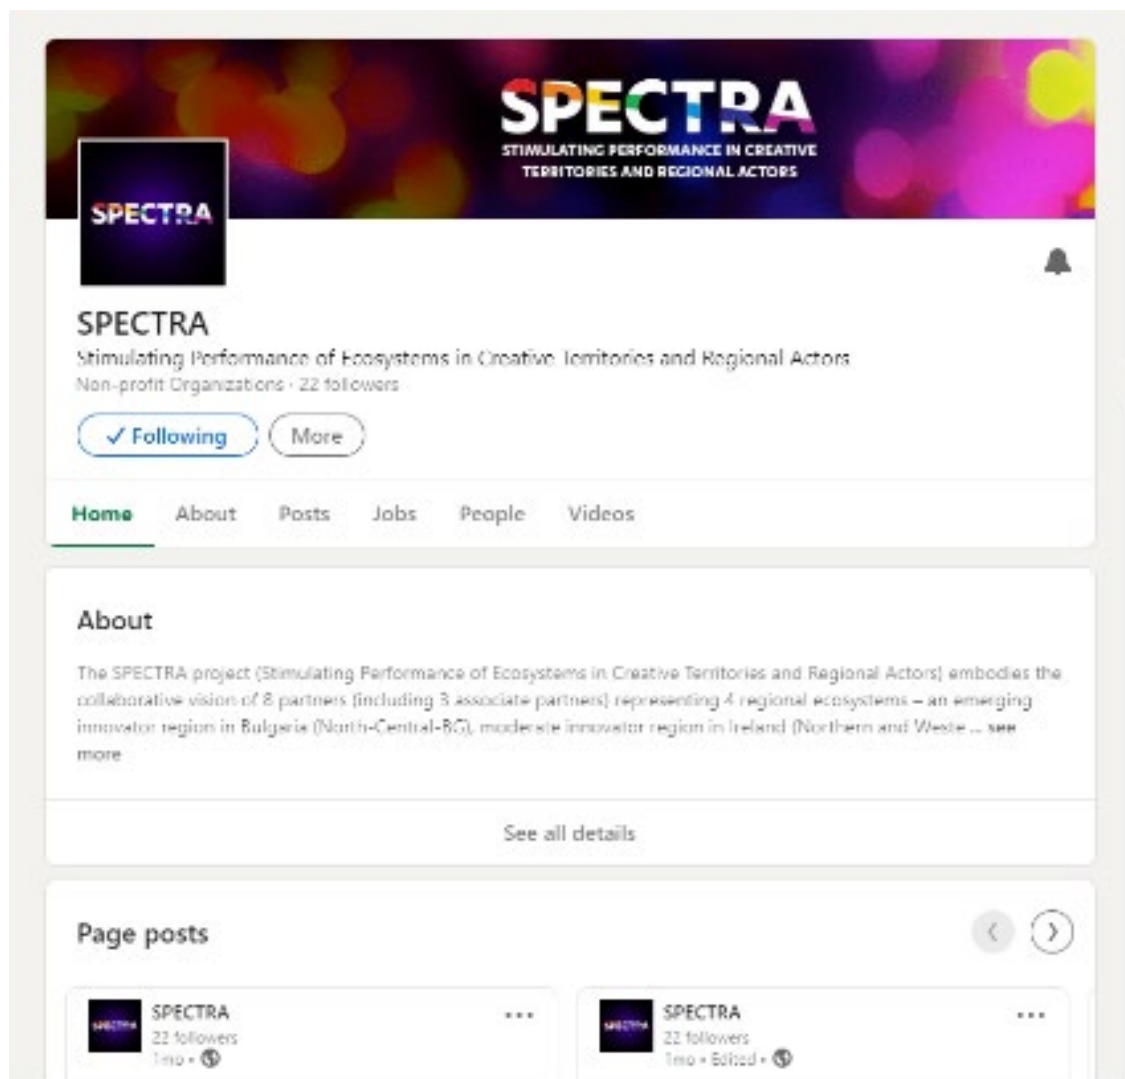 SPECTRA
STIMULATING PERFORMANCE IN CREATIVE
TERRITORIES AND REGIONAL ACTORS
SPECTRA
SPECTRA
Stimulating Performance of Ecosystems in Creative Territories and Regional Actors
Non-profit Organizations · 22 followers
✓ Following
More
Home About Posts Jobs People Videos
About
The SPECTRA project (Stimulating Performance of Ecosystems in Creative Territories and Regional Actors) embodies the
collaborative vision of 8 partners (including 3 associate partners) representing 4 regional ecosystems – an emerging
innovator region in Bulgaria (North-Central-BG), moderate innovator region in Ireland (Northern and Weste ... see
more
See all details
Page posts
SPECTRA
SPECTRA
22 followers
1mo •
SPECTRA
SPECTRA
22 followers
1mo • Edited •